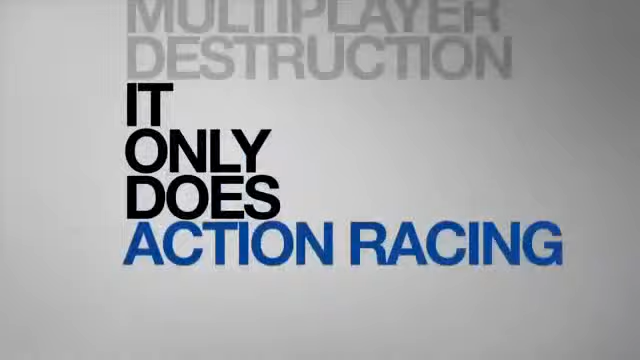 MULTIPLAYER
DESTRUCTION
IT
ONLY
DOES
ACTION RACING